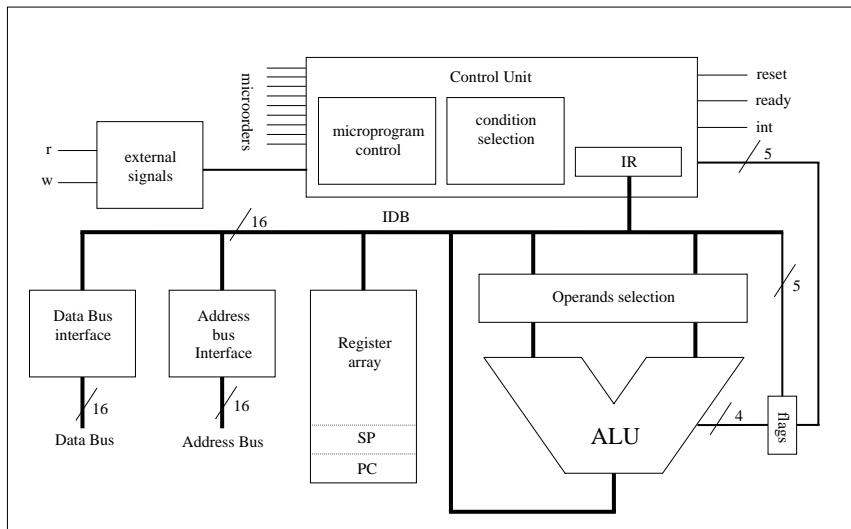 Control Unit
microorders
reset
ready
int
microprogram
control
condition
selection
IR
5
r
w
external
signals
16
IDB
Data Bus
interface
Address
bus
Interface
Register
array
SP
PC
Operands selection
5
ALU
4
flags
16
16
Data Bus
Address Bus